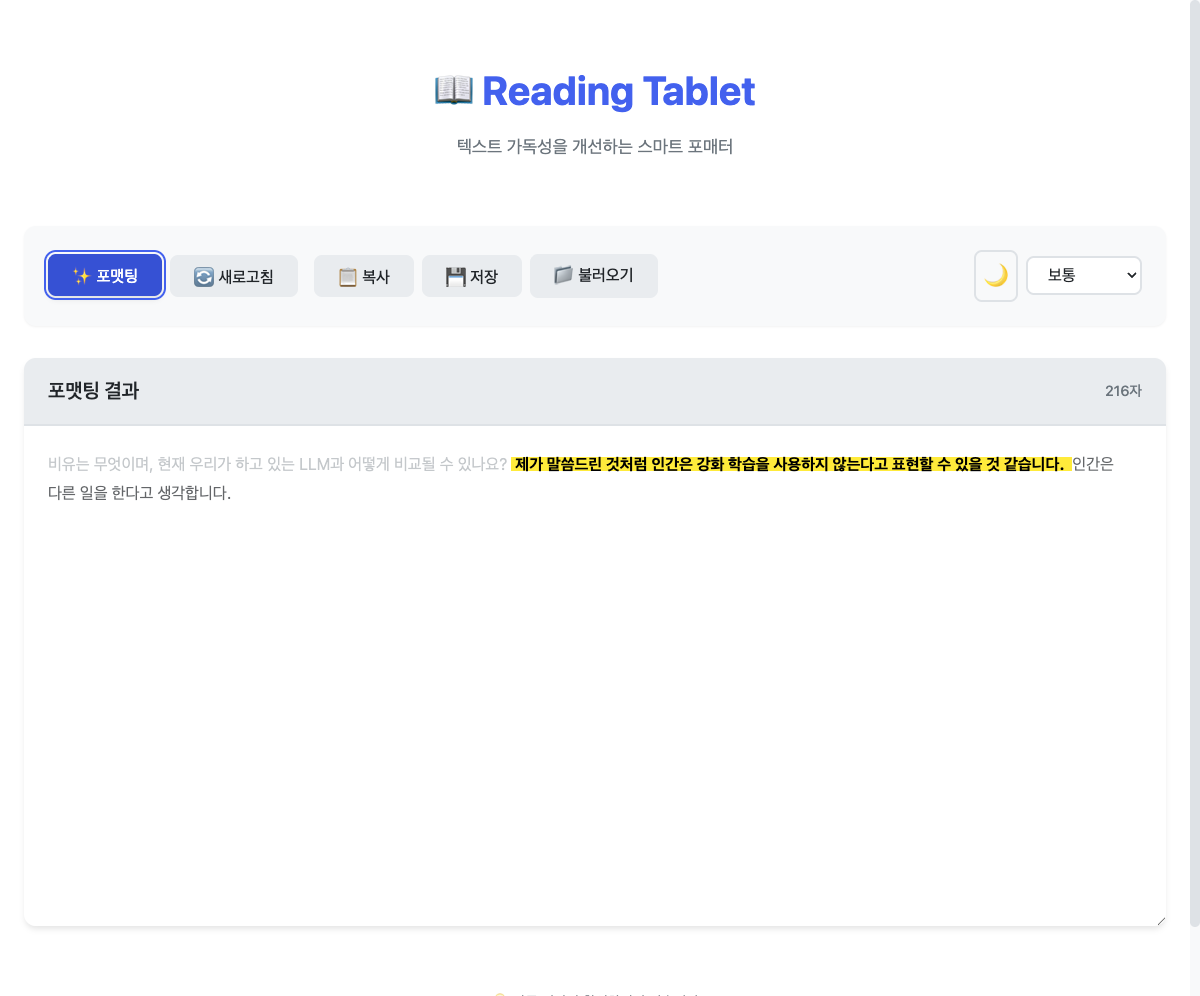 Reading Tablet
텍스트 가독성을 개선하는 스마트 포매터
포맷팅 새로고침 복사 저장 불러오기 보통
포맷팅 결과 216자
비유는 무엇이며, 현재 우리가 하고 있는 LLM과 어떻게 비교될 수 있나요? 제가 말씀드린 것처럼 인간은 강화 학습을 사용하지 않는다고 표현할 수 있을 것 같습니다. 인간은
다른 일을 한다고 생각합니다.